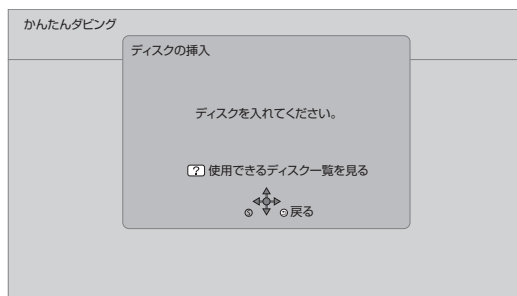 かんたんダビング
ディスクの挿入
ディスクを入れてください。
? 使用できるディスク一覧を見る
S 戻る